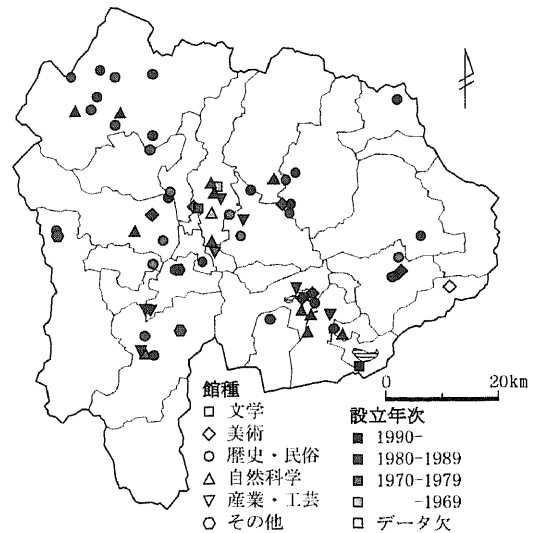 0 20km
館種
文学
美術
歴史・民俗
自然科学
産業・工芸
その他
設立年次
1990-
1980-1989
1970-1979
-1969
データ欠